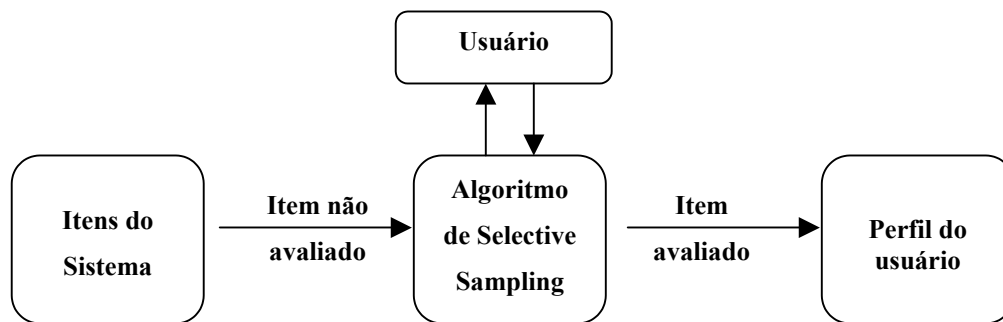 Usuário
Itens do
Sistema
Item não
avaliado
Algoritmo
de Selective
Sampling
Item
avaliado
Perfil do
usuário